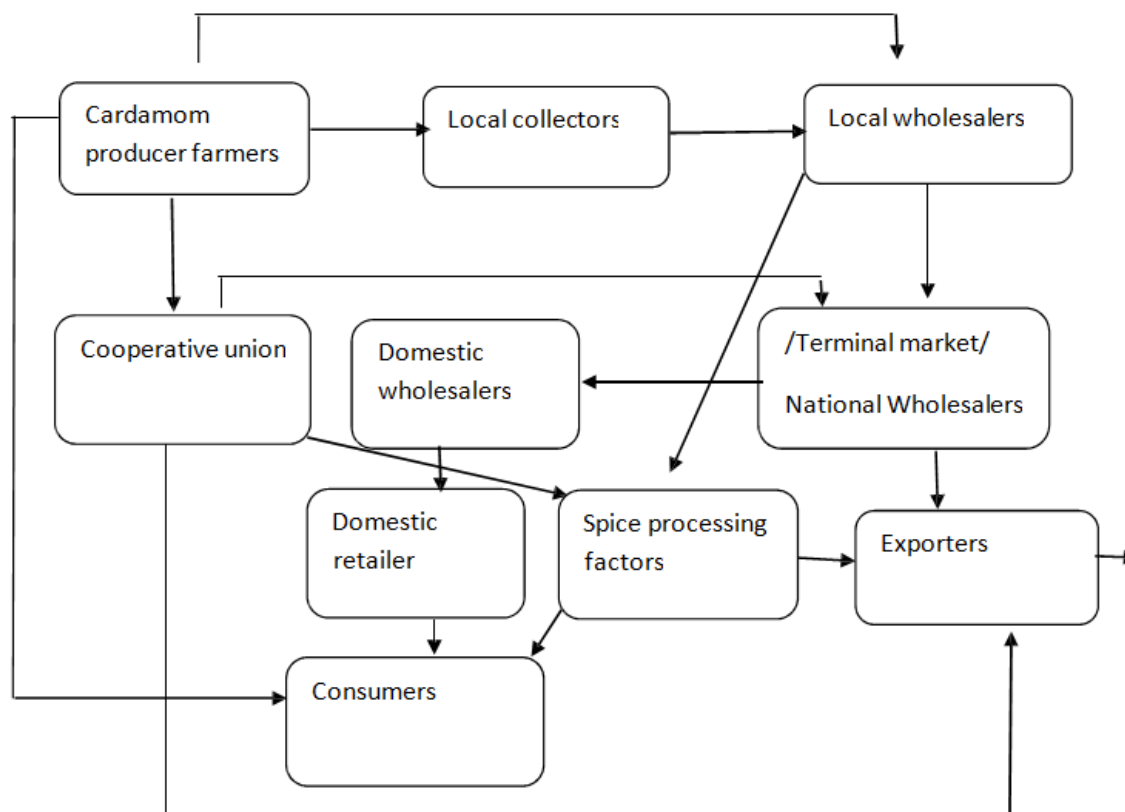 Cardamom
producer farmers
Local collectors
Local wholesalers
Cooperative union
Domestic
wholesalers
/Terminal market/
National Wholesalers
Domestic
retailer
Spice processing
factors
Exporters
Consumers